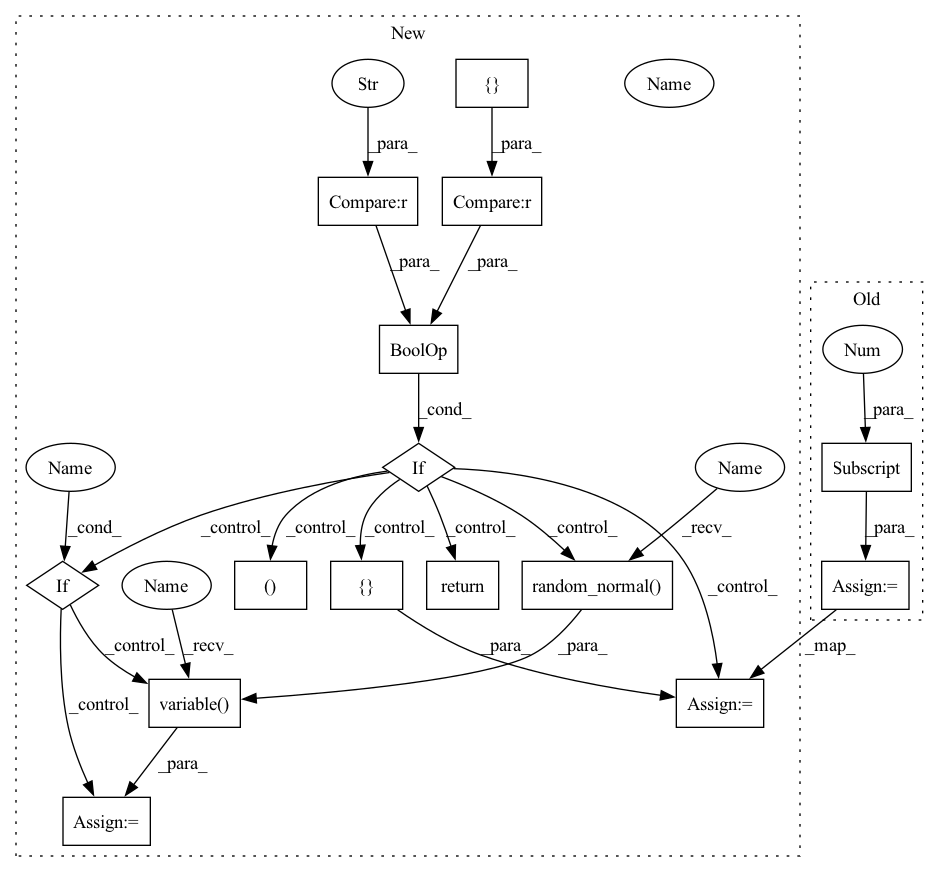 New
Str
{}
Name
_para_
_para_
Compare:r
Compare:r
Old
_para_
_para_
Num
BoolOp
_para_
_cond_
Name
If
Name
Subscript
_cond_
_control_
_control_
_control_
_control_
_control_
_recv_
_para_
If
Name
()
{}
return
random_normal()
_control_
Assign:=
_control_
_recv_
_para_
_para_
_map_
_control_
variable()
Assign:=
_para_
Assign:=